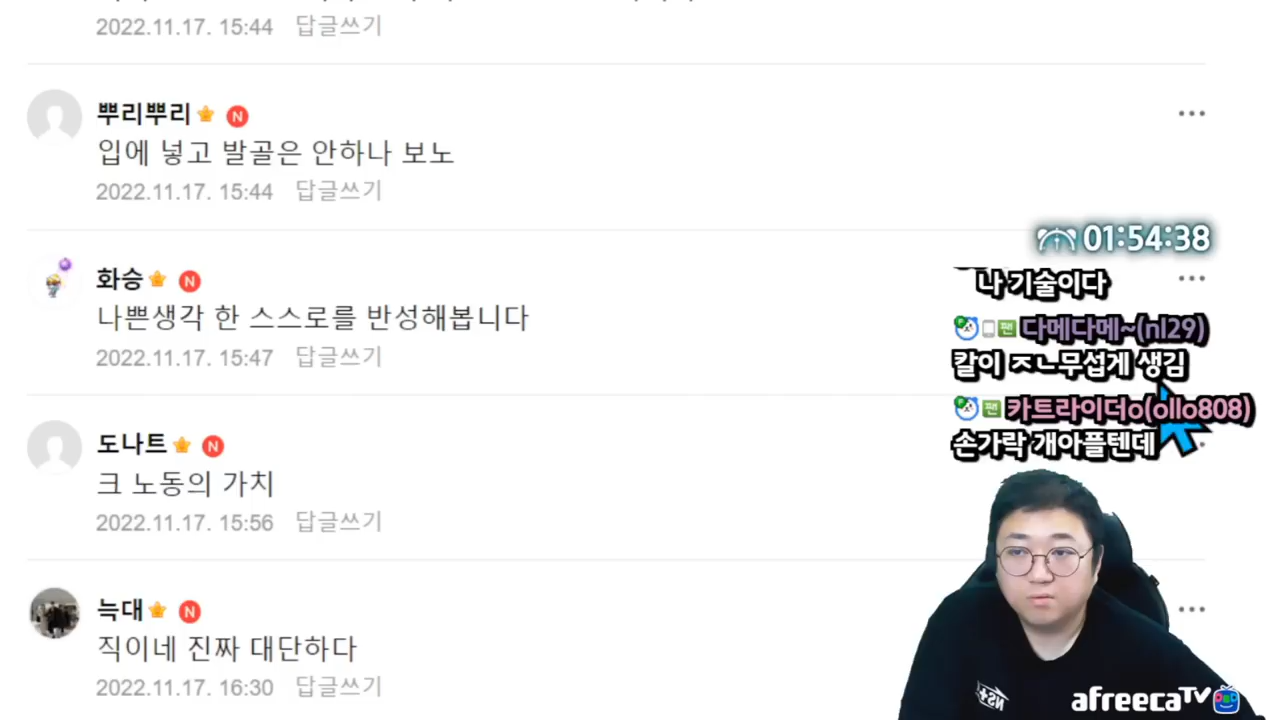 2022.11.17. 15:44 답글쓰기
뿌리뿌리 N
입에 넣고 발골은 안하나 보노
2022.11.17. 15:44 답글쓰기
화승 N
나쁜생각 한 스스로를 반성해봅니다
2022.11.17. 15:47 답글쓰기
도나트 N
크 노동의 가치
2022.11.17. 15:56 답글쓰기
늑대 N
직이네 진짜 대단하다
2022.11.17. 16:30 답글쓰기
01:54:38
나 기술이다
팬 다메다메~(nl29)
칼이 ㅈㄴ무섭게 생김
팬 카트라이더o(ollo808)
손가락 개아플텐데
afreecaTV